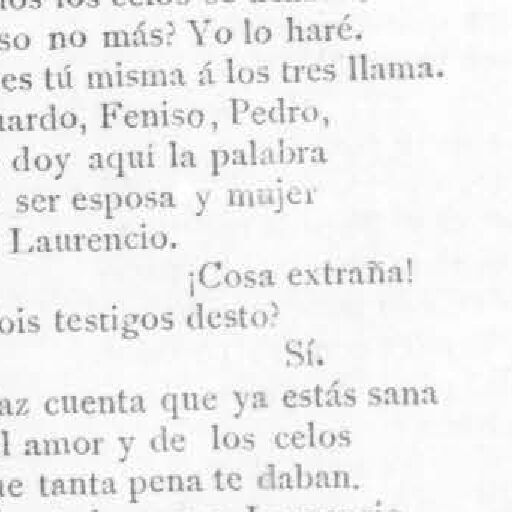 so no más? Yo lo haré.
es tú misma á los tres llama.
ardo, Feniso, Pedro,
doy aquí la palabra
ser esposa y mujer
Laurencio.
¡Cosa extraña!
ois testigos desto?
Sí.
az cuenta que ya estás sana
l amor y de los celos
ue tanta pena te daban.